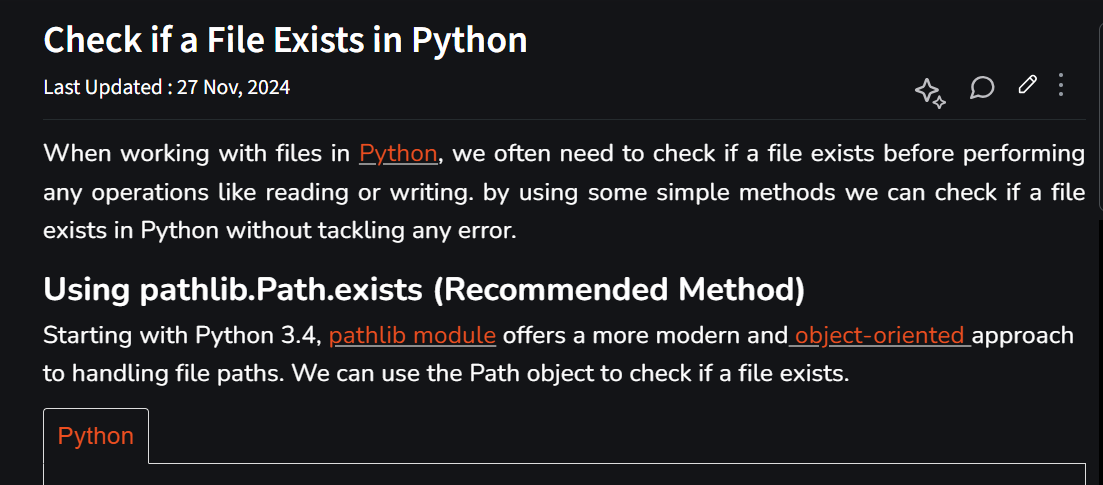 Check if a File Exists in Python
Last Updated : 27 Nov, 2024
When working with files in Python, we often need to check if a file exists before performing
any operations like reading or writing. by using some simple methods we can check if a file
exists in Python without tackling any error.
Using pathlib.Path.exists (Recommended Method)
Starting with Python 3.4, pathlib module offers a more modern and object-oriented approach
to handling file paths. We can use the Path object to check if a file exists.
Python